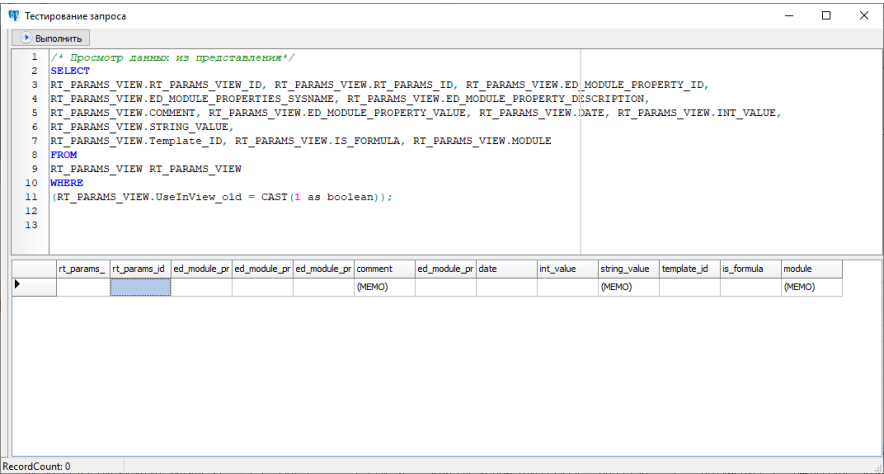 Тестирование запроса
Выполнить
1 /* Просмотр данных из представления*/
2 SELECT
3 RT_PARAMS_VIEW.RT_PARAMS_VIEW_ID, RT_PARAMS_VIEW.RT_PARAMS_ID, RT_PARAMS_VIEW.ED_MODULE_PROPERTY_ID,
4 RT_PARAMS_VIEW.ED_MODULE_PROPERTIES_SYSNAME, RT_PARAMS_VIEW.ED_MODULE_PROPERTY_DESCRIPTION,
5 RT_PARAMS_VIEW.COMMENT, RT_PARAMS_VIEW.ED_MODULE_PROPERTY_VALUE, RT_PARAMS_VIEW.DATE, RT_PARAMS_VIEW.INT_VALUE,
6 RT_PARAMS_VIEW.STRING_VALUE,
7 RT_PARAMS_VIEW.Template_ID, RT_PARAMS_VIEW.IS_FORMULA, RT_PARAMS_VIEW.MODULE
8 FROM
9 RT_PARAMS_VIEW RT_PARAMS_VIEW
10 WHERE
11 (RT_PARAMS_VIEW.UseInView_old = CAST(1 as boolean));
12
13
rt_params_ rt_params_id ed_module_pr ed_module_pr ed_module_pr comment ed_module_pr date int_value string_value template_id is_formula module
(MEMO) (MEMO) (MEMO)
RecordCount: 0